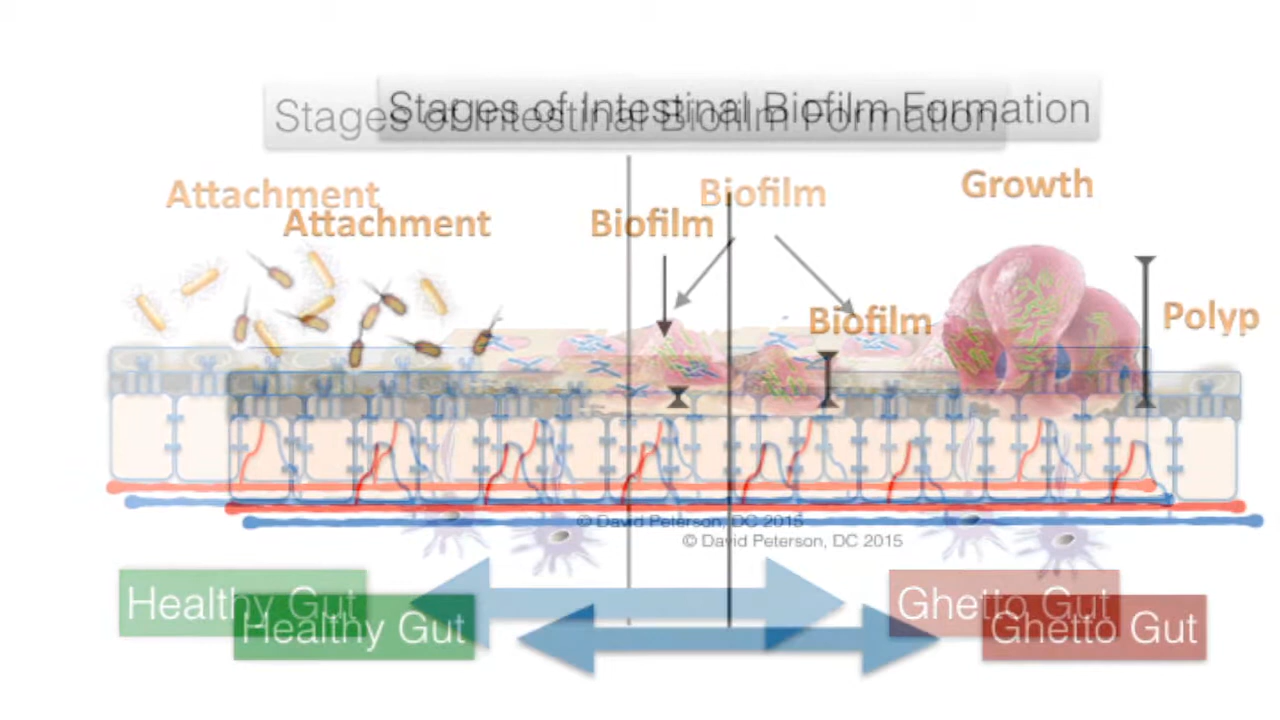 Stages of Intestinal Biofilm Formation
Stages of Intestinal Biofilm Formation
Attachment
Attachment
Biofilm
Biofilm
Growth
Biofilm
Polyp
© David Peterson, DC 2015
© David Peterson, DC 2015
Healthy Gut
Healthy Gut
Ghetto Gut
Ghetto Gut